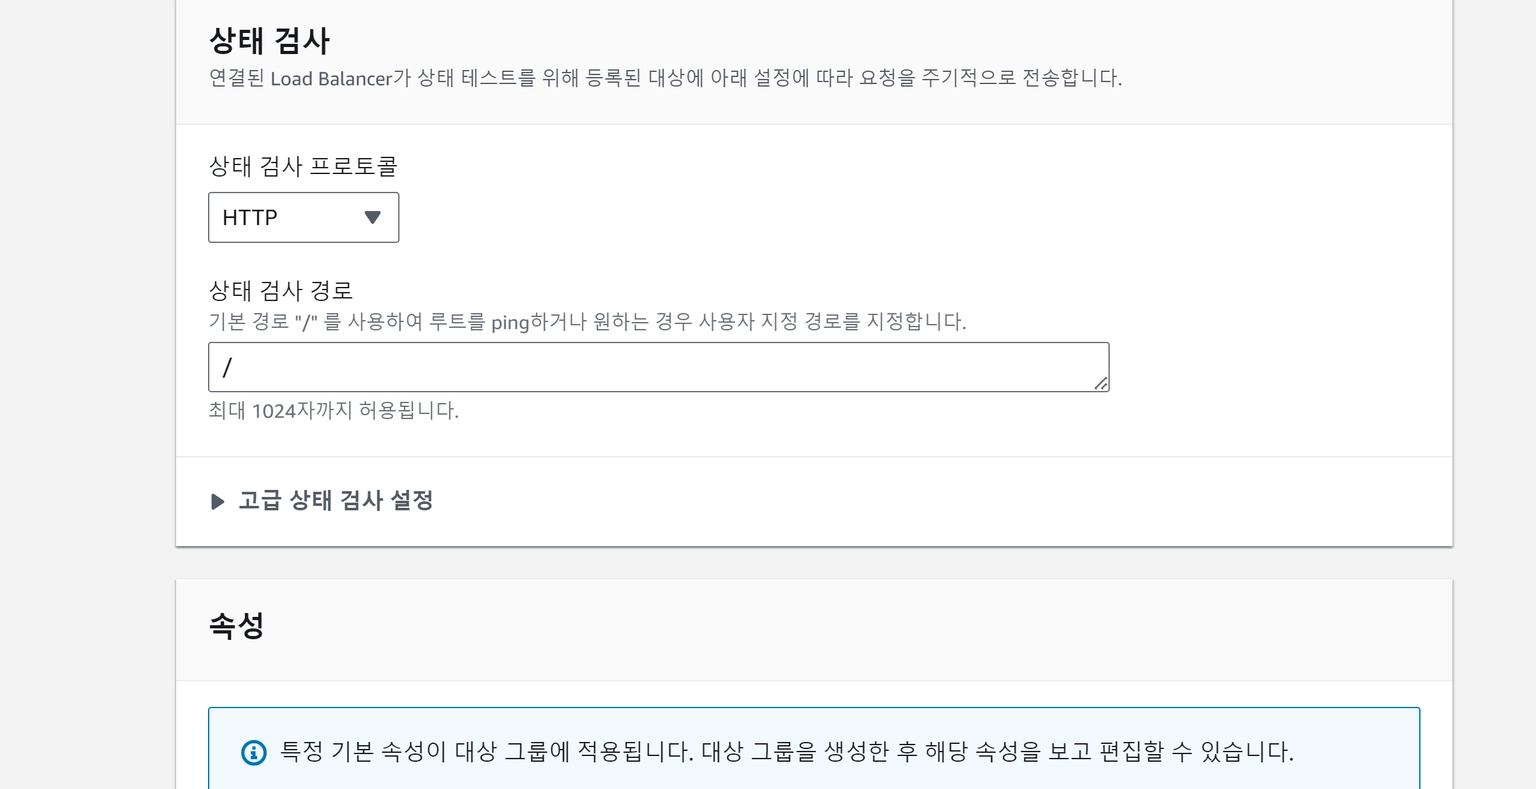 상태 검사
연결된 Load Balancer가 상태 테스트를 위해 등록된 대상에 아래 설정에 따라 요청을 주기적으로 전송합니다.
상태 검사 프로토콜
HTTP
상태 검사 경로
기본 경로 "/" 를 사용하여 루트를 ping하거나 원하는 경우 사용자 지정 경로를 지정합니다.
/
최대 1024자까지 허용됩니다.
고급 상태 검사 설정
속성
특정 기본 속성이 대상 그룹에 적용됩니다. 대상 그룹을 생성한 후 해당 속성을 보고 편집할 수 있습니다.